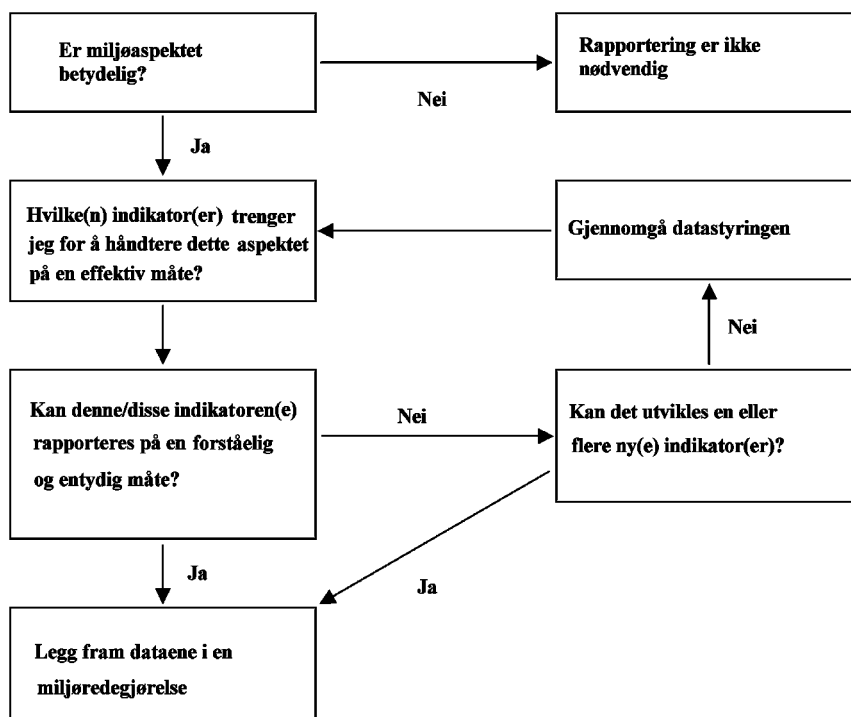 Er miljøaspektet
betydelig?
Rapportering er ikke
nødvendig
Nei
Ja
Hvilke(n) indikator(er) trenger
jeg for å håndtere dette aspektet
på en effektiv måte?
Gjennomgå datastyringen
Nei
Kan denne/disse indikatoren(e)
rapporteres på en forståelig
og entydig måte?
Nei
Kan det utvikles en eller
flere ny(e) indikator(er)?
Ja
Ja
Legg fram dataene i en
miljøredegjørelse